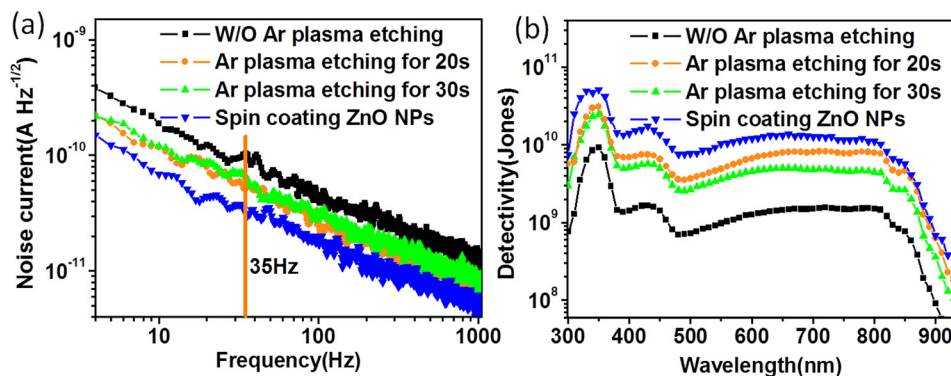 (a)
10⁻⁹
10⁻¹⁰
10⁻¹¹
Noise current(A Hz⁻¹/²)
W/O Ar plasma etching
Ar plasma etching for 20s
Ar plasma etching for 30s
Spin coating ZnO NPs
35Hz
10 100 1000
Frequency(Hz)
(b)
10¹¹
10¹⁰
10⁹
10⁸
Detectivity(Jones)
W/O Ar plasma etching
Ar plasma etching for 20s
Ar plasma etching for 30s
Spin coating ZnO NPs
300 400 500 600 700 800 900
Wavelength(nm)